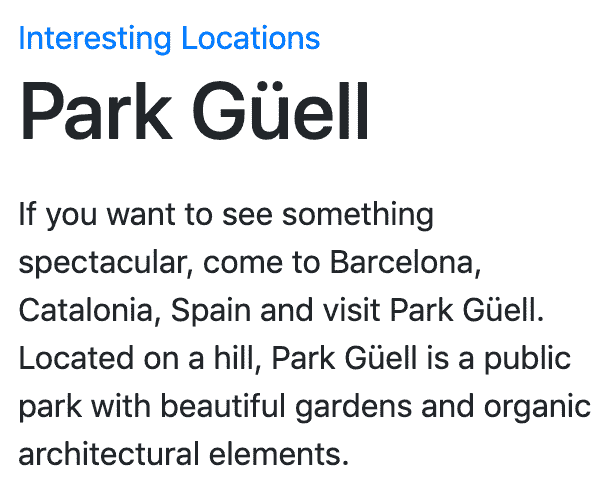 Interesting Locations
Park Güell
If you want to see something
spectacular, come to Barcelona,
Catalonia, Spain and visit Park Güell.
Located on a hill, Park Güell is a public
park with beautiful gardens and organic
architectural elements.